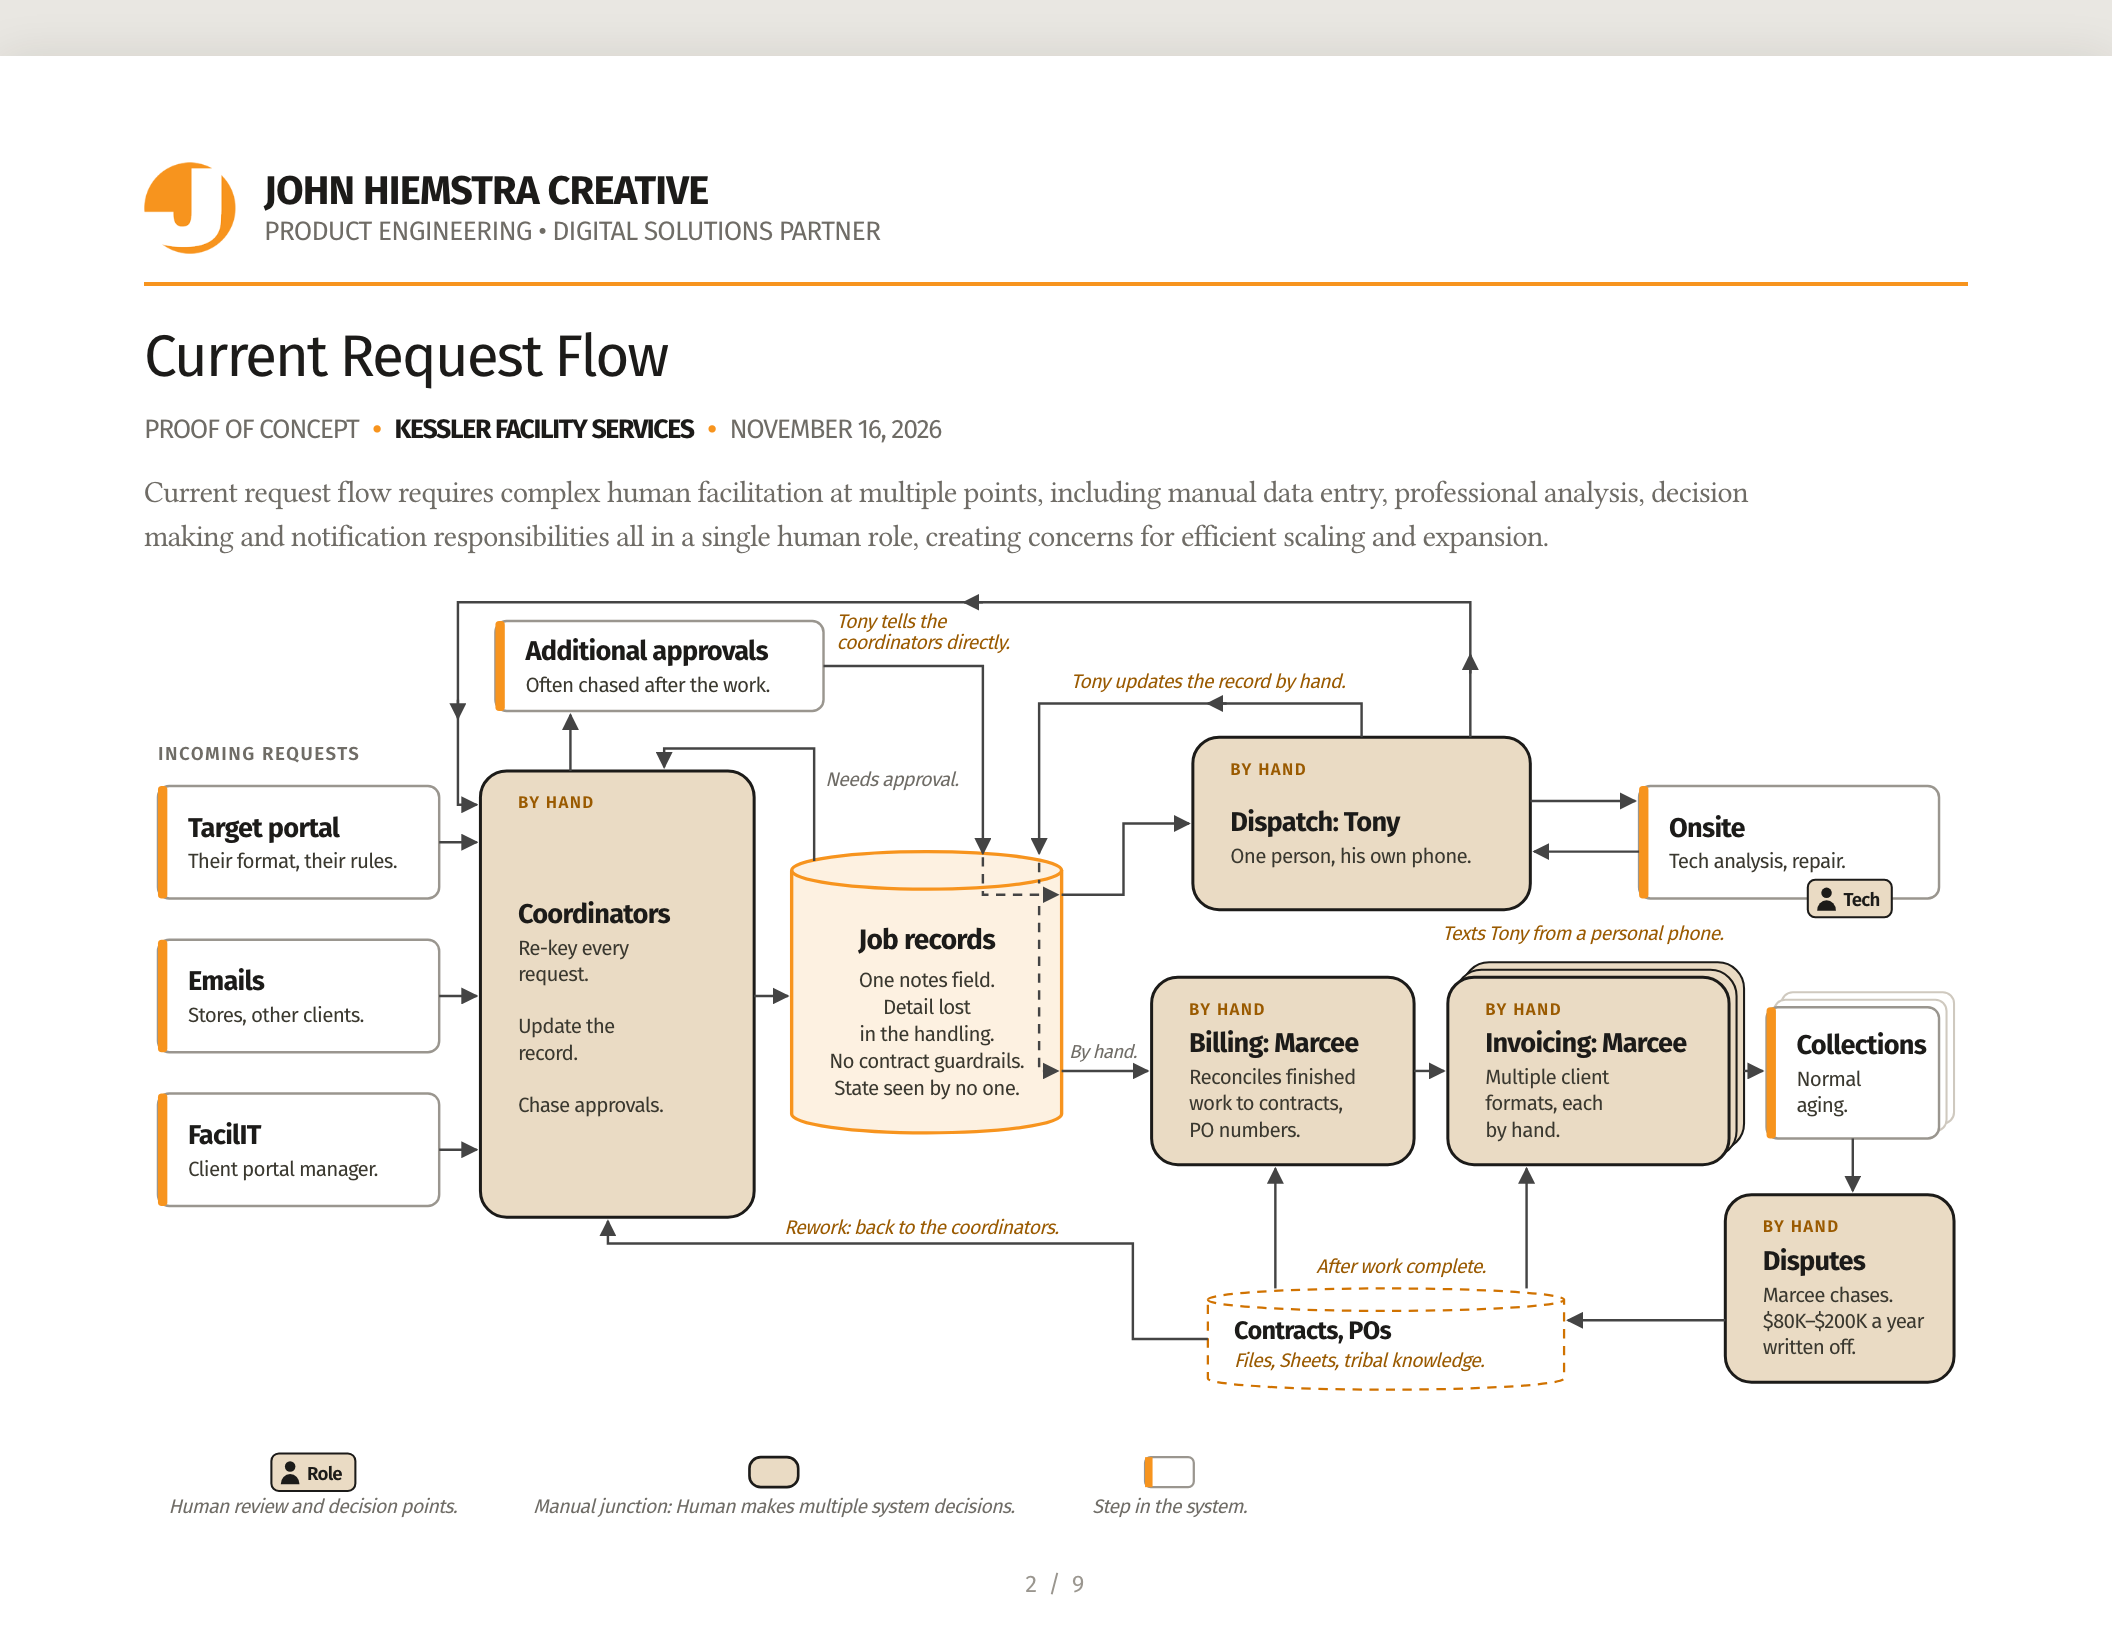 JOHN HIEMSTRA CREATIVE
PRODUCT ENGINEERING • DIGITAL SOLUTIONS PARTNER
Current Request Flow
PROOF OF CONCEPT • KESSLER FACILITY SERVICES • NOVEMBER 16, 2026
Current request flow requires complex human facilitation at multiple points, including manual data entry, professional analysis, decision
making and notification responsibilities all in a single human role, creating concerns for efficient scaling and expansion.
Additional approvals
Often chased after the work.
Tony tells the
coordinators directly.
Tony updates the record by hand.
INCOMING REQUESTS
Target portal
Their format, their rules.
Emails
Stores, other clients.
FacilIT
Client portal manager.
BY HAND
Coordinators
Re-key every
request.
Update the
record.
Chase approvals.
Needs approval.
Job records
One notes field.
Detail lost
in the handling.
No contract guardrails.
State seen by no one.
BY HAND
Dispatch: Tony
One person, his own phone.
Onsite
Tech analysis, repair.
Tech
Texts Tony from a personal phone.
By hand.
BY HAND
Billing: Marcee
Reconciles finished
work to contracts,
PO numbers.
BY HAND
Invoicing: Marcee
Multiple client
formats, each
by hand.
Collections
Normal
aging.
BY HAND
Disputes
Marcee chases.
$80K–$200K a year
written off.
Rework: back to the coordinators.
After work complete.
Contracts, POs
Files, Sheets, tribal knowledge.
Role
Human review and decision points.
Manual junction: Human makes multiple system decisions.
Step in the system.
2 / 9